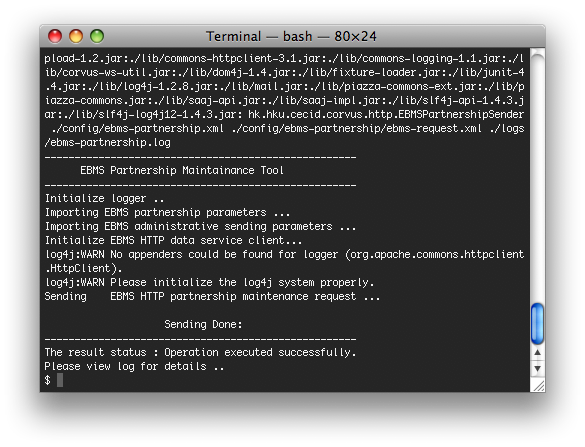 Terminal — bash — 80×24
pload-1.2.jar:./lib/commons-httpclient-3.1.jar:./lib/commons-logging-1.1.jar:./l
ib/corvus-ws-util.jar:./lib/dom4j-1.4.jar:./lib/fixture-loader.jar:./lib/junit-4
.4.jar:./lib/log4j-1.2.8.jar:./lib/mail.jar:./lib/piazza-commons-ext.jar:./lib/p
iazza-commons.jar:./lib/saaj-api.jar:./lib/saaj-impl.jar:./lib/slf4j-api-1.4.3.j
ar:./lib/slf4j-log4j12-1.4.3.jar: hk.hku.cecid.corvus.http.EBMSPartnershipSender
 ./config/ebms-partnership.xml ./config/ebms-partnership/ebms-request.xml ./logs
/ebms-partnership.log
----------------------------------------------------
      EBMS Partnership Maintainance Tool
----------------------------------------------------
Initialize logger ..
Importing EBMS partnership parameters ...
Importing EBMS administrative sending parameters ...
Initialize EBMS HTTP data service client...
log4j:WARN No appenders could be found for logger (org.apache.commons.httpclient
.HttpClient).
log4j:WARN Please initialize the log4j system properly.
Sending    EBMS HTTP partnership maintenance request ...
                    Sending Done:
----------------------------------------------------
The result status : Operation executed successfully.
Please view log for details ..
$